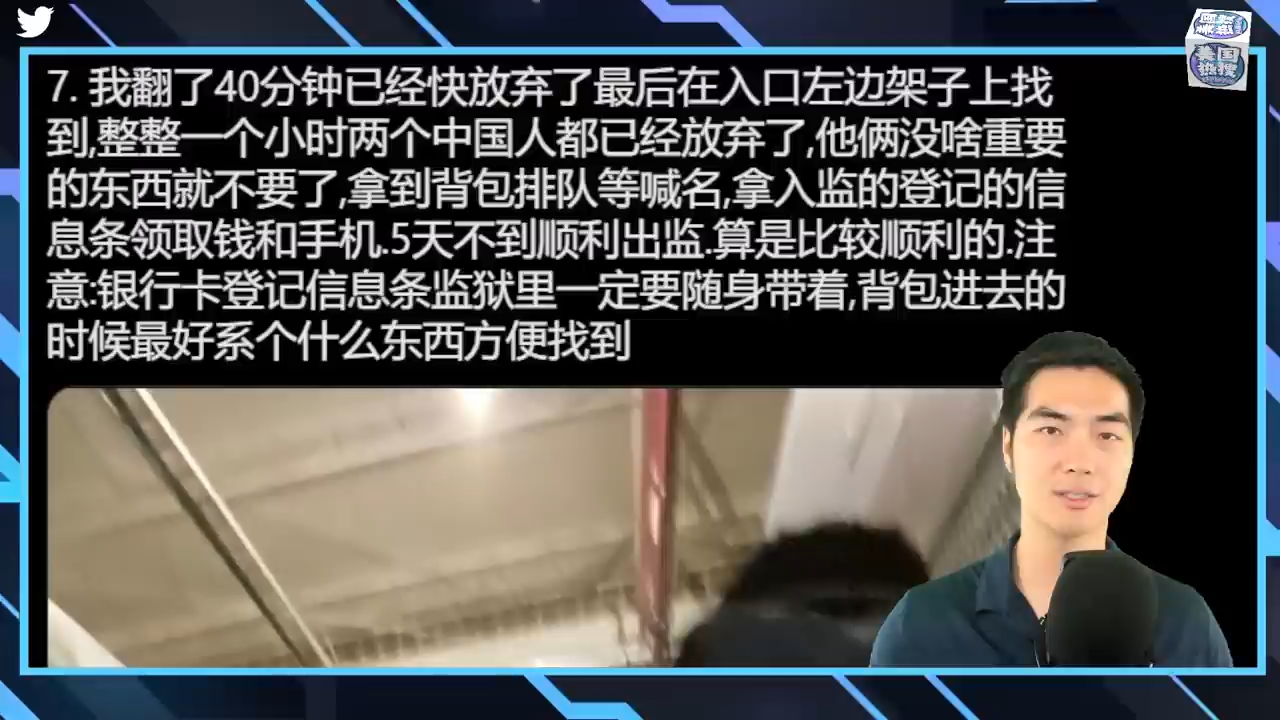 7. 我翻了40分钟已经快放弃了最后在入口左边架子上找
到,整整一个小时两个中国人都已经放弃了,他俩没啥重要
的东西就不要了,拿到背包排队等喊名,拿入监的登记的信
息条领取钱和手机.5天不到顺利出监.算是比较顺利的.注
意:银行卡登记信息条监狱里一定要随身带着,背包进去的
时候最好系个什么东西方便找到
美国
热搜